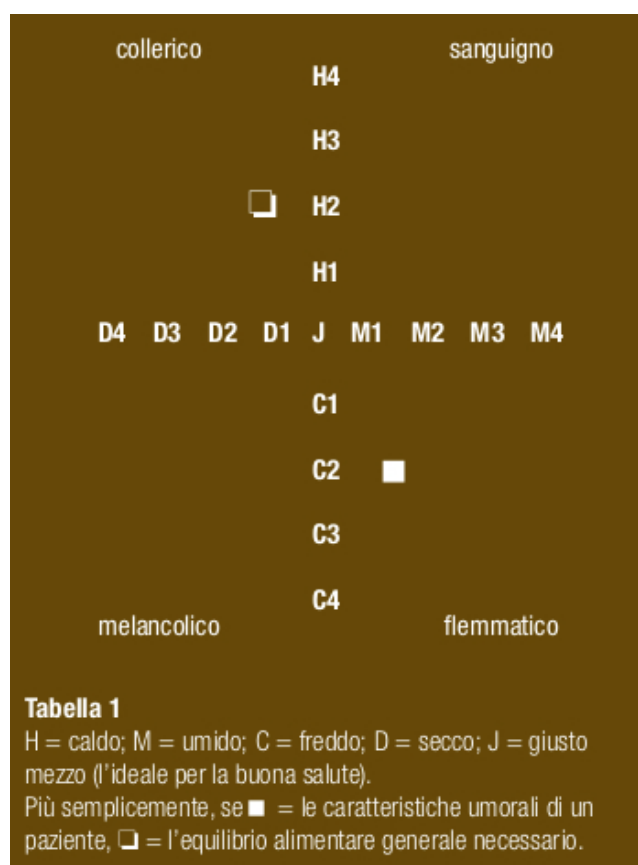 collerico sanguigno
H4
H3
❏ H2
H1
D4 D3 D2 D1 J M1 M2 M3 M4
C1
C2 ■
C3
C4
melancolico flemmatico
Tabella 1
H = caldo; M = umido; C = freddo; D = secco; J = giusto
mezzo (l'ideale per la buona salute).
Più semplicemente, se ■ = le caratteristiche umorali di un
paziente, ❏ = l'equilibrio alimentare generale necessario.